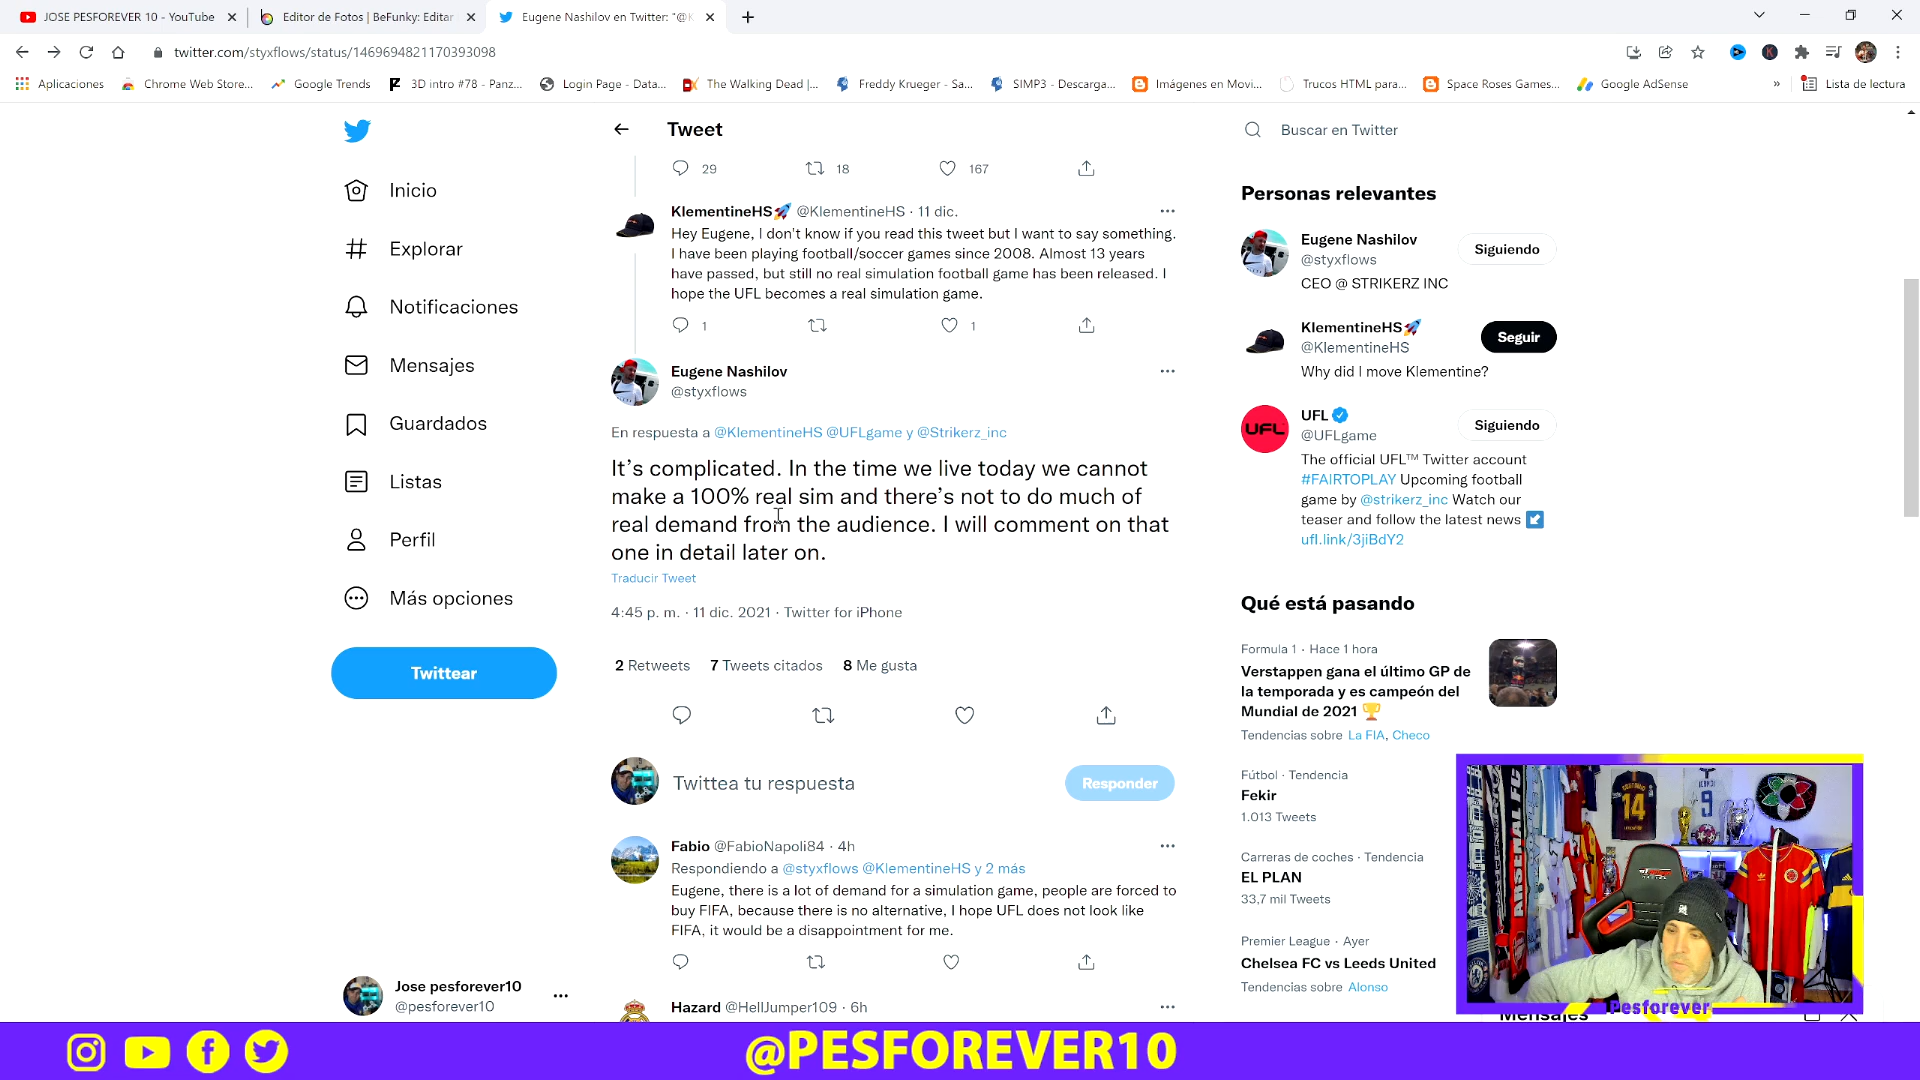 JOSE PESFOREVER 10 - YouTube
Editor de Fotos | BeFunky: Editar
Eugene Nashilov en Twitter: "@K
twitter.com/styxflows/status/1469694821170393098
Aplicaciones
Chrome Web Store...
Google Trends
3D intro #78 - Panz...
Login Page - Data...
The Walking Dead |...
Freddy Krueger - Sa...
SIMP3 - Descarga...
Imágenes en Movi...
Trucos HTML para...
Space Roses Games...
Google AdSense
»
Lista de lectura
Inicio
Explorar
Notificaciones
Mensajes
Guardados
Listas
Perfil
Más opciones
Twittear
Jose pesforever10
@pesforever10
Tweet
29
18
167
KlementineHS🚀 @KlementineHS · 11 dic.
Hey Eugene, I don't know if you read this tweet but I want to say something.
I have been playing football/soccer games since 2008. Almost 13 years
have passed, but still no real simulation football game has been released. I
hope the UFL becomes a real simulation game.
1
1
Eugene Nashilov
@styxflows
En respuesta a @KlementineHS @UFLgame y @Strikerz_inc
It's complicated. In the time we live today we cannot
make a 100% real sim and there's not to do much of
real demand from the audience. I will comment on that
one in detail later on.
Traducir Tweet
4:45 p. m. · 11 dic. 2021 · Twitter for iPhone
2 Retweets 7 Tweets citados 8 Me gusta
Twittea tu respuesta
Responder
Fabio @FabioNapoli84 · 4h
Respondiendo a @styxflows @KlementineHS y 2 más
Eugene, there is a lot of demand for a simulation game, people are forced to
buy FIFA, because there is no alternative, I hope UFL does not look like
FIFA, it would be a disappointment for me.
Hazard @HellJumper109 · 6h
Buscar en Twitter
Personas relevantes
Eugene Nashilov
@styxflows
Siguiendo
CEO @ STRIKERZ INC
KlementineHS🚀
@KlementineHS
Seguir
Why did I move Klementine?
UFL
UFL
@UFLgame
Siguiendo
The official UFL™ Twitter account
#FAIRTOPLAY Upcoming football
game by @strikerz_inc Watch our
teaser and follow the latest news
ufl.link/3jiBdY2
Qué está pasando
Formula 1 · Hace 1 hora
Verstappen gana el último GP de
la temporada y es campeón del
Mundial de 2021 🏆
Tendencias sobre La FIA, Checo
Fútbol · Tendencia
Fekir
1.013 Tweets
Carreras de coches · Tendencia
EL PLAN
33,7 mil Tweets
Premier League · Ayer
Chelsea FC vs Leeds United
Tendencias sobre Alonso
Mensajes
ARSENAL FC
14
9
Pesforever
@PESFOREVER10